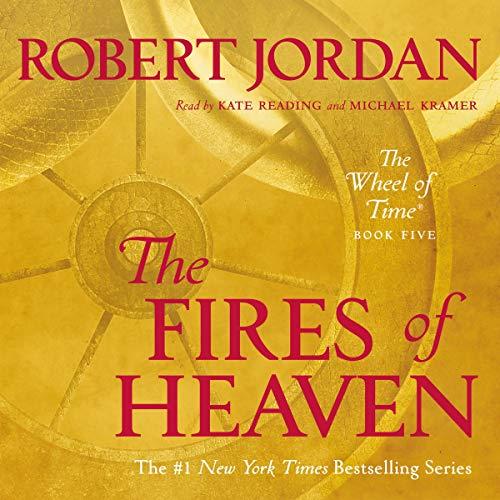 ROBERT JORDAN
Read by KATE READING and MICHAEL KRAMER
The
Wheel of
Time®
BOOK FIVE
The
FIRES of
HEAVEN
The #1 New York Times Bestselling Series